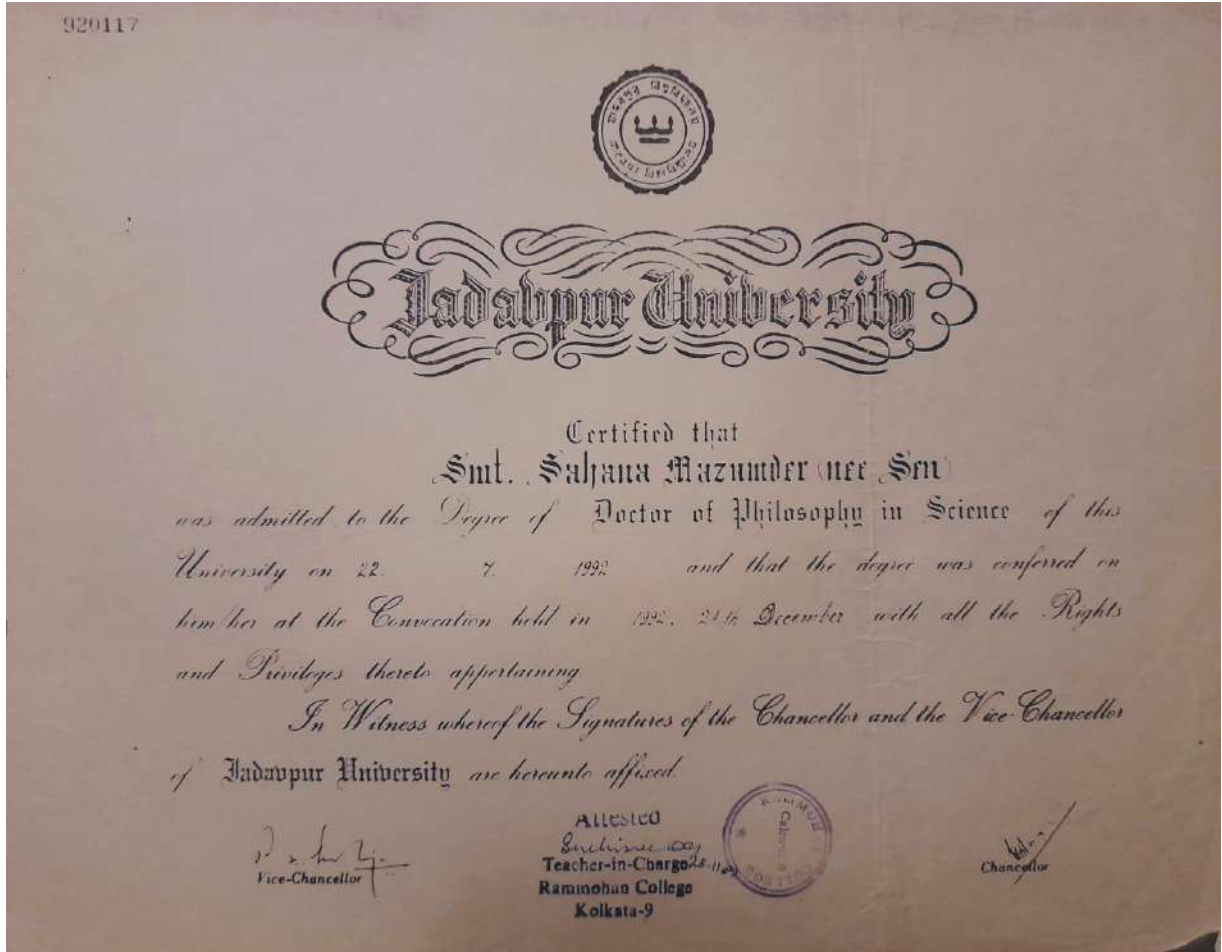 920117
যাদবপুর বিশ্ববিদ্যালয়
Jadavpur University
Certified that
Smt. Sahana Mazumder (nee Sen)
was admitted to the Degree of Doctor of Philosophy in Science of this
University on 22. 7. 1992 and that the degree was conferred on
him/her at the Convocation held in 1992, 24th December with all the Rights
and Privileges thereto appertaining.
In Witness whereof the Signatures of the Chancellor and the Vice-Chancellor
of Jadavpur University are hereunto affixed.
Attested
Teacher-in-Charge
Rammohan College
Kolkata-9
Vice-Chancellor
Chancellor